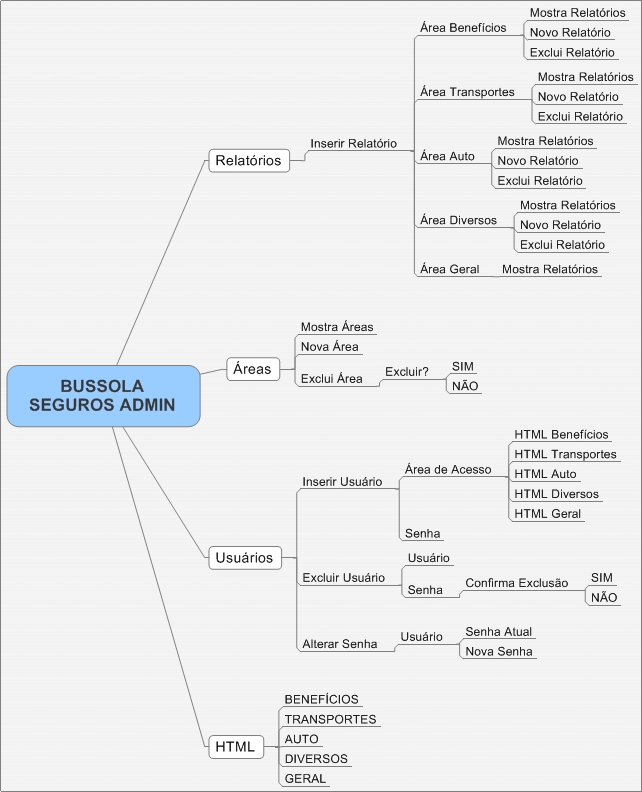 BUSSOLA
SEGUROS ADMIN
Relatórios
Inserir Relatório
Área Benefícios
Mostra Relatórios
Novo Relatório
Exclui Relatório
Área Transportes
Mostra Relatórios
Novo Relatório
Exclui Relatório
Área Auto
Mostra Relatórios
Novo Relatório
Exclui Relatório
Área Diversos
Mostra Relatórios
Novo Relatório
Exclui Relatório
Área Geral
Mostra Relatórios
Áreas
Mostra Áreas
Nova Área
Exclui Área
Excluir?
SIM
NÃO
Usuários
Inserir Usuário
Área de Acesso
HTML Benefícios
HTML Transportes
HTML Auto
HTML Diversos
HTML Geral
Senha
Excluir Usuário
Usuário
Senha
Confirma Exclusão
SIM
NÃO
Alterar Senha
Usuário
Senha Atual
Nova Senha
HTML
BENEFÍCIOS
TRANSPORTES
AUTO
DIVERSOS
GERAL